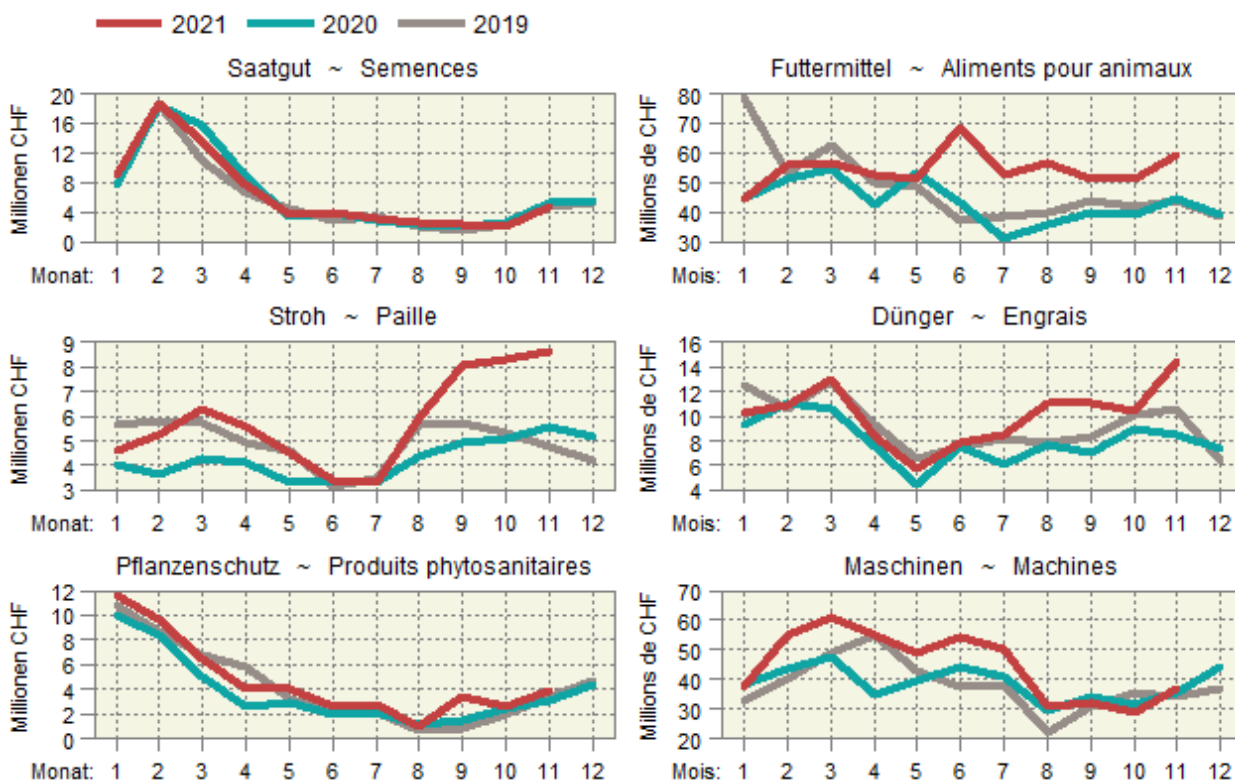 2021 2020 2019
Saatgut ~ Semences
Millionen CHF
20
16
12
8
4
0
Monat: 1 2 3 4 5 6 7 8 9 10 11 12
Futtermittel ~ Aliments pour animaux
Millions de CHF
80
70
60
50
40
30
Mois: 1 2 3 4 5 6 7 8 9 10 11 12
Stroh ~ Paille
Millionen CHF
9
8
7
6
5
4
3
Monat: 1 2 3 4 5 6 7 8 9 10 11 12
Dünger ~ Engrais
Millions de CHF
16
14
12
10
8
6
4
Mois: 1 2 3 4 5 6 7 8 9 10 11 12
Pflanzenschutz ~ Produits phytosanitaires
Millionen CHF
12
10
8
6
4
2
0
Monat: 1 2 3 4 5 6 7 8 9 10 11 12
Maschinen ~ Machines
Millions de CHF
70
60
50
40
30
20
Mois: 1 2 3 4 5 6 7 8 9 10 11 12